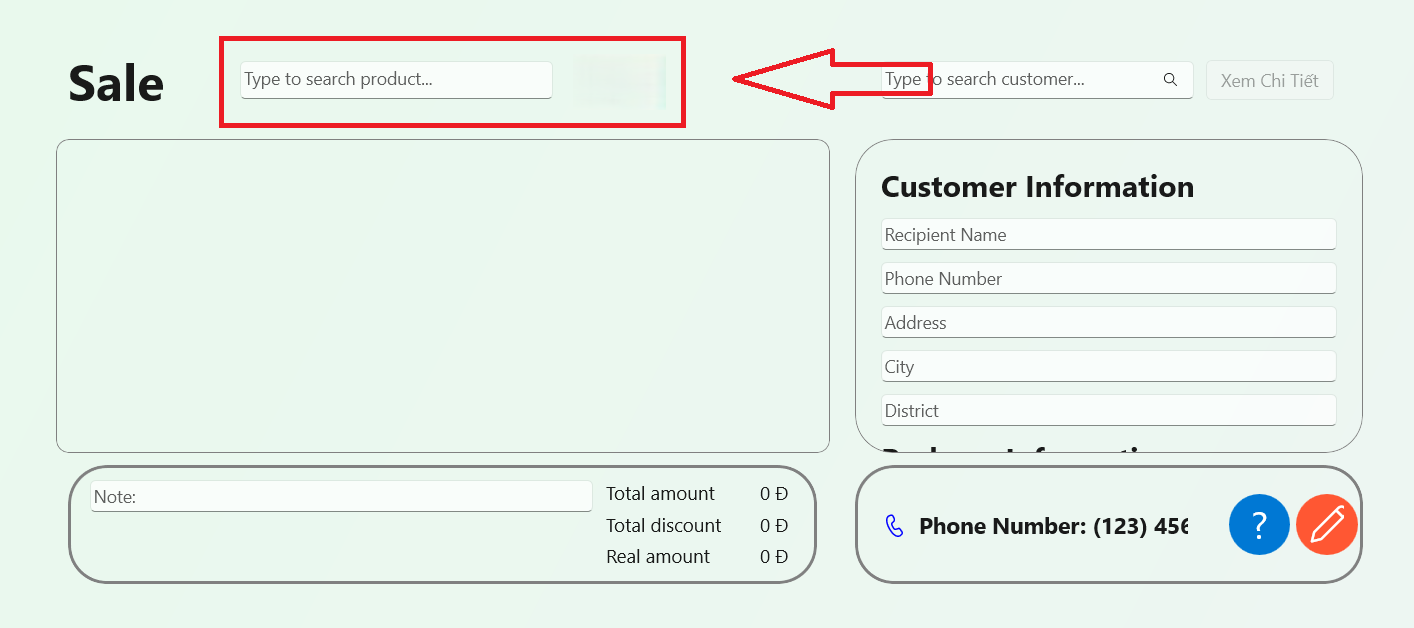 Sale
Type to search product...
Type to search customer...
Xem Chi Tiết
Customer Information
Recipient Name
Phone Number
Address
City
District
Note:
Total amount 0 Đ
Total discount 0 Đ
Real amount 0 Đ
Phone Number: (123) 456
?